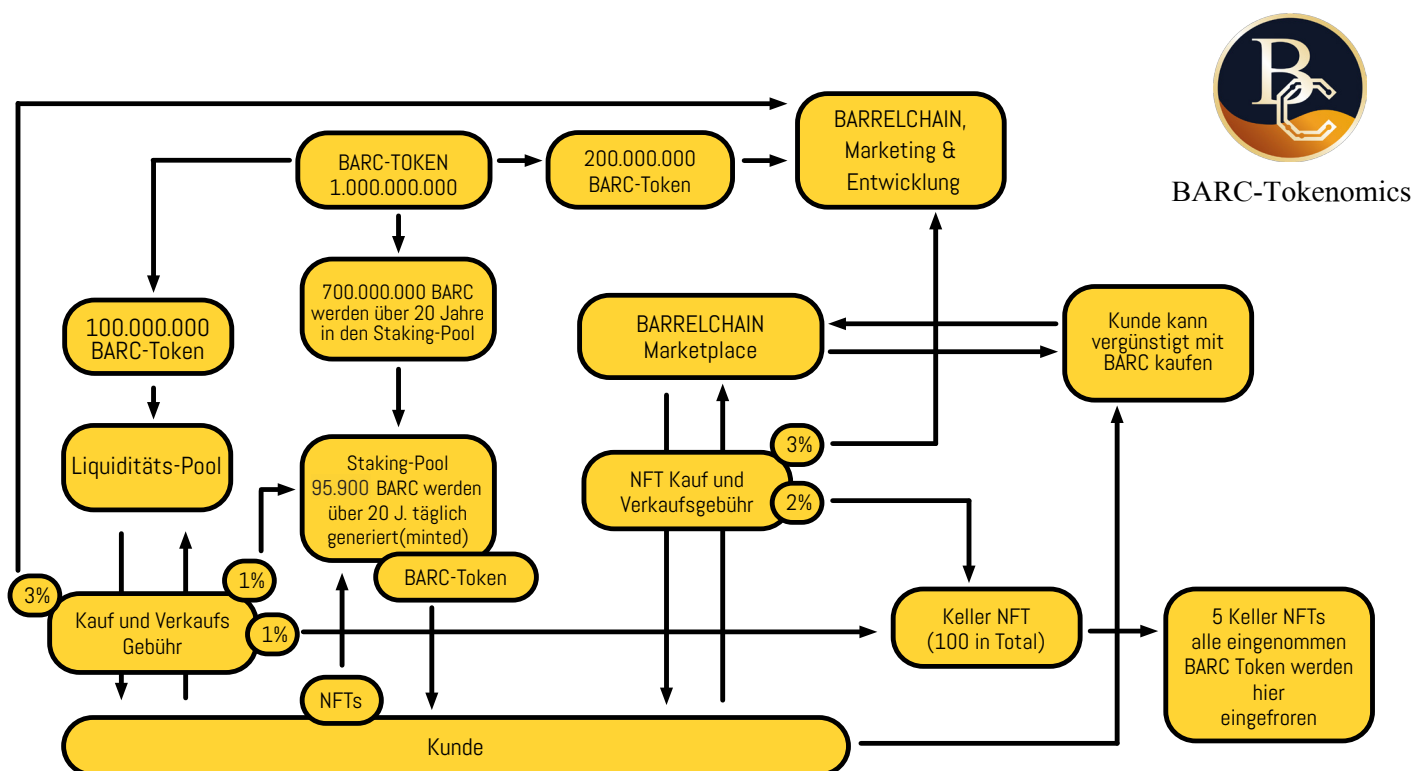 BC
BARC-Tokenomics
BARRELCHAIN,
Marketing &
Entwicklung
BARC-TOKEN
1.000.000.000
200.000.000
BARC-Token
700.000.000 BARC
werden über 20 Jahre
in den Staking-Pool
100.000.000
BARC-Token
BARRELCHAIN
Marketplace
Kunde kann
vergünstigt mit
BARC kaufen
Liquiditäts-Pool
Staking-Pool
95.900 BARC werden
über 20 J. täglich
generiert(minted)
BARC-Token
NFT Kauf und
Verkaufsgebühr
3%
2%
3%
1%
1%
Kauf und Verkaufs
Gebühr
Keller NFT
(100 in Total)
5 Keller NFTs
alle eingenommen
BARC Token werden
hier
eingefroren
NFTs
Kunde